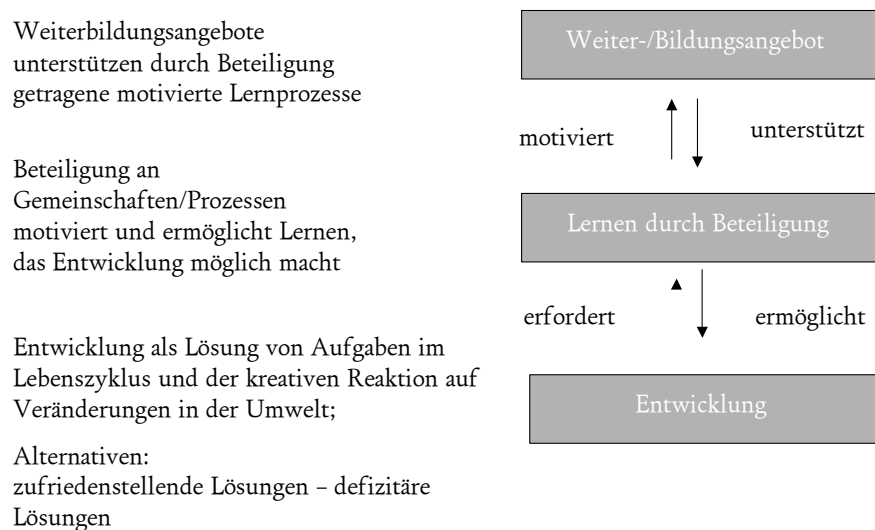 Weiterbildungsangebote
unterstützen durch Beteiligung
getragene motivierte Lernprozesse
Beteiligung an
Gemeinschaften/Prozessen
motiviert und ermöglicht Lernen,
das Entwicklung möglich macht
Entwicklung als Lösung von Aufgaben im
Lebenszyklus und der kreativen Reaktion auf
Veränderungen in der Umwelt;
Alternativen:
zufriedenstellende Lösungen – defizitäre
Lösungen
Weiter-/Bildungsangebot
motiviert
unterstützt
Lernen durch Beteiligung
erfordert
ermöglicht
Entwicklung